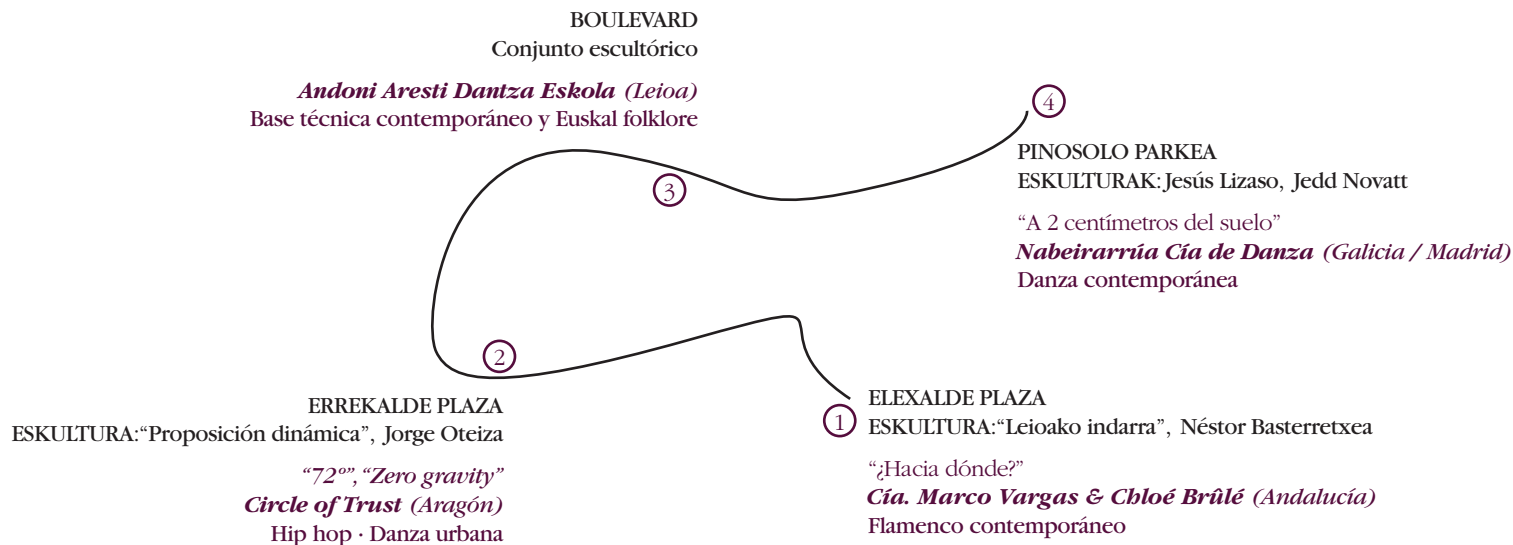 BOULEVARD
Conjunto escultórico
Andoni Aresti Dantza Eskola (Leioa)
Base técnica contemporáneo y Euskal folklore
3
4
PINOSOLO PARKEA
ESKULTURAK: Jesús Lizaso, Jedd Novatt
“A 2 centímetros del suelo”
Nabeirarrúa Cía de Danza (Galicia / Madrid)
Danza contemporánea
2
ERREKALDE PLAZA
ESKULTURA: “Proposición dinámica”, Jorge Oteiza
“72º”, “Zero gravity”
Circle of Trust (Aragón)
Hip hop · Danza urbana
1
ELEXALDE PLAZA
ESKULTURA: “Leioako indarra”, Néstor Basterretxea
“¿Hacia dónde?”
Cía. Marco Vargas & Chloé Brûlé (Andalucía)
Flamenco contemporáneo